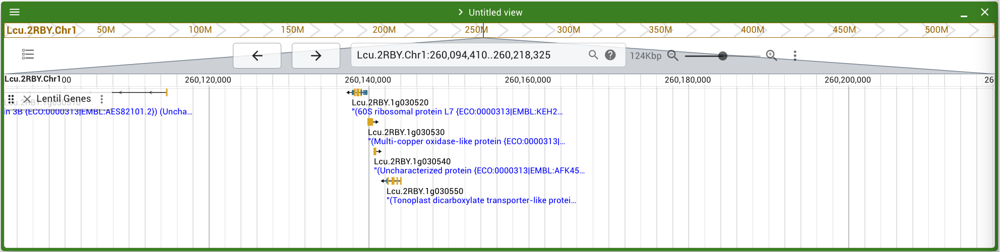 Untitled view
Lcu.2RBY.Chr1 50M 100M 150M 200M 250M 300M 350M 400M 450M 500M
Lcu.2RBY.Chr1:260,094,410..260,218,325 124Kbp
Lcu.2RBY.Chr1 00 260,120,000 260,140,000 260,160,000 260,180,000 260,200,000 26
Lentil Genes
Lcu.2RBY.1g030510
in 3B {ECO:0000313|EMBL:AES82101.2}) (Uncha...
Lcu.2RBY.1g030520
"(60S ribosomal protein L7 {ECO:0000313|EMBL:KEH2...
Lcu.2RBY.1g030530
"(Multi-copper oxidase-like protein {ECO:0000313|...
Lcu.2RBY.1g030540
"(Uncharacterized protein {ECO:0000313|EMBL:AFK45...
Lcu.2RBY.1g030550
"(Tonoplast dicarboxylate transporter-like protei...